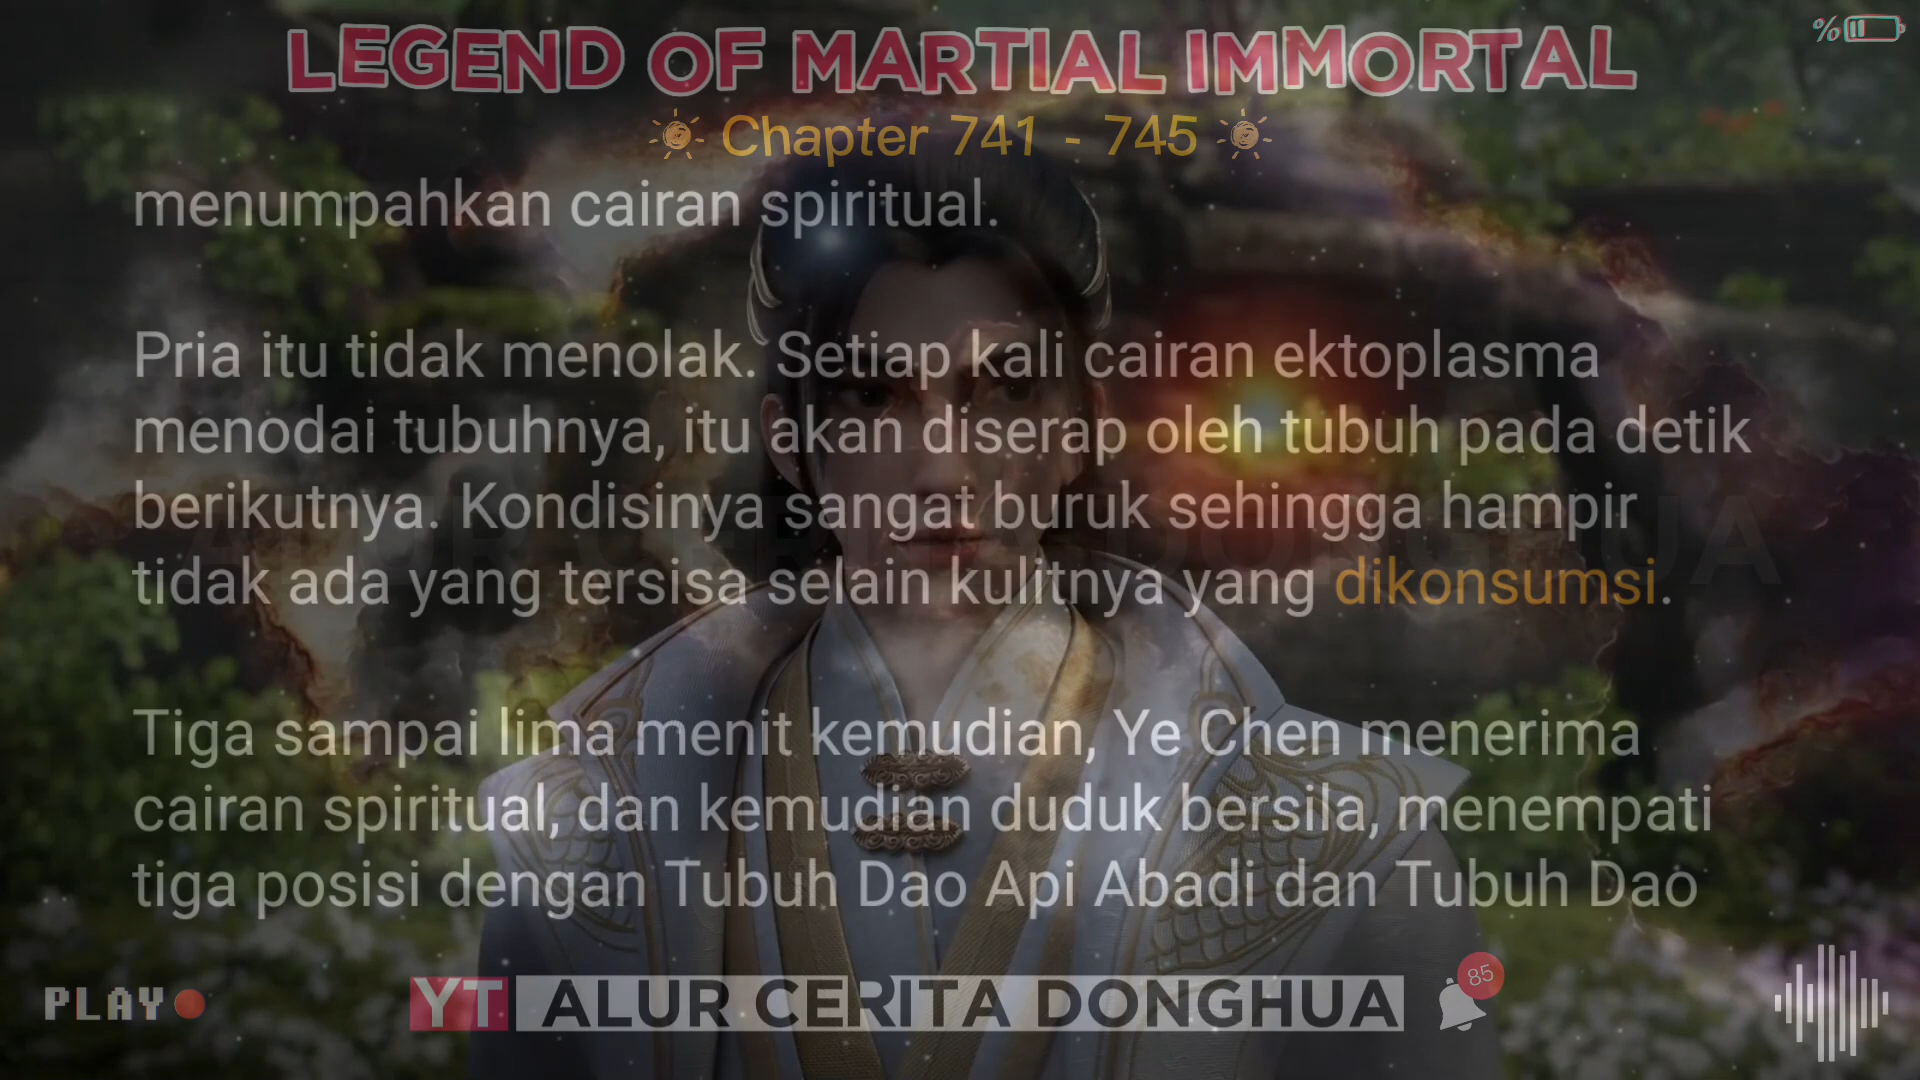 LEGEND OF MARTIAL IMMORTAL
%
Chapter 741 - 745
menumpahkan cairan spiritual.
Pria itu tidak menolak. Setiap kali cairan ektoplasma
menodai tubuhnya, itu akan diserap oleh tubuh pada detik
berikutnya. Kondisinya sangat buruk sehingga hampir
tidak ada yang tersisa selain kulitnya yang dikonsumsi.
ALUR CERITA DONGHUA
Tiga sampai lima menit kemudian, Ye Chen menerima
cairan spiritual, dan kemudian duduk bersila, menempati
tiga posisi dengan Tubuh Dao Api Abadi dan Tubuh Dao
PLAY
YT ALUR CERITA DONGHUA
85